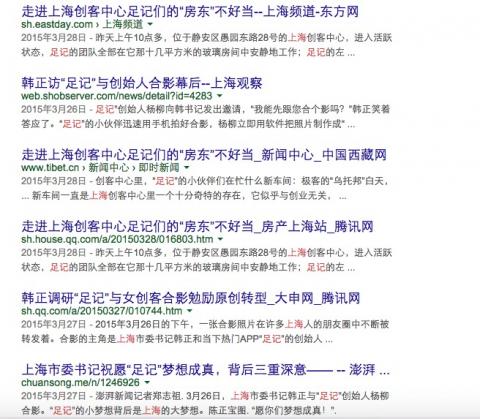 走进上海创客中心足记们的“房东”不好当--上海频道-东方网
sh.eastday.com › 上海频道
2015年3月28日 - 昨天上午10点多，位于静安区愚园东路28号的上海创客中心，进入活跃
状态，足记的团队全部在它那十几平方米的玻璃房间中安静地工作；足记的左 ...
韩正访“足记”与创始人合影幕后--上海观察
web.shobserver.com/news/detail?id=4283
2015年3月28日 - “足记”创始人杨柳向韩书记发出邀请，“我能先跟您合个影吗？”韩正笑着
答应了。“足记”的小伙伴迅速用手机拍好合影，杨柳立即用软件把照片制作成“ ...
走进上海创客中心足记们的“房东”不好当_新闻中心_中国西藏网
www.tibet.cn › 新闻中心 › 即时新闻
2015年3月28日 - 创客中心里，“足记”的小伙伴们在忙什么新车间：极客的“乌托邦”白天，
... 新车间一直是上海创客中心里一个十分奇特的存在，它似乎与创业无关， ...
走进上海创客中心足记们的“房东”不好当_房产上海站_腾讯网
sh.house.qq.com/a/20150328/016803.htm
2015年3月28日 - 昨天上午10点多，位于静安区愚园东路28号的上海创客中心，进入活跃
状态，足记的团队全部在它那十几平方米的玻璃房间中安静地工作；足记的左 ...
韩正调研“足记”与女创客合影勉励原创转型_大申网_腾讯网
sh.qq.com/a/20150327/010744.htm
2015年3月27日 - 2015年3月26日的下午，一张合影照片在许多上海人的朋友圈中不断被
转发着。合影的主角是上海市委书记韩正和当下热门APP“足记”的创始人 ...
上海市委书记祝愿“足记”梦想成真，背后三重深意—— -- 澎湃 ...
chuansong.me/n/1246926
2015年3月27日 - 澎湃新闻记者郑志祖. 3月26日，上海市委书记韩正与“足记”创始人杨柳
合影。“足记”的小梦想背后是上海的大梦想。陈正宝图. “愿你们梦想成真！”.